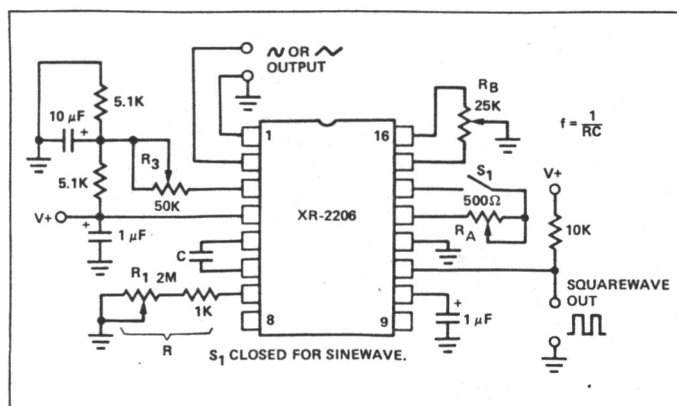 ∿ OR
OUTPUT
5.1K
10 μF
+
R3
5.1K
50K
V+
+
1 μF
C
R1 2M
1K
R
1
8
XR-2206
16
9
RB
25K
S1
500Ω
RA
+
1 μF
f = 1/RC
V+
10K
SQUAREWAVE
OUT
S1 CLOSED FOR SINEWAVE.